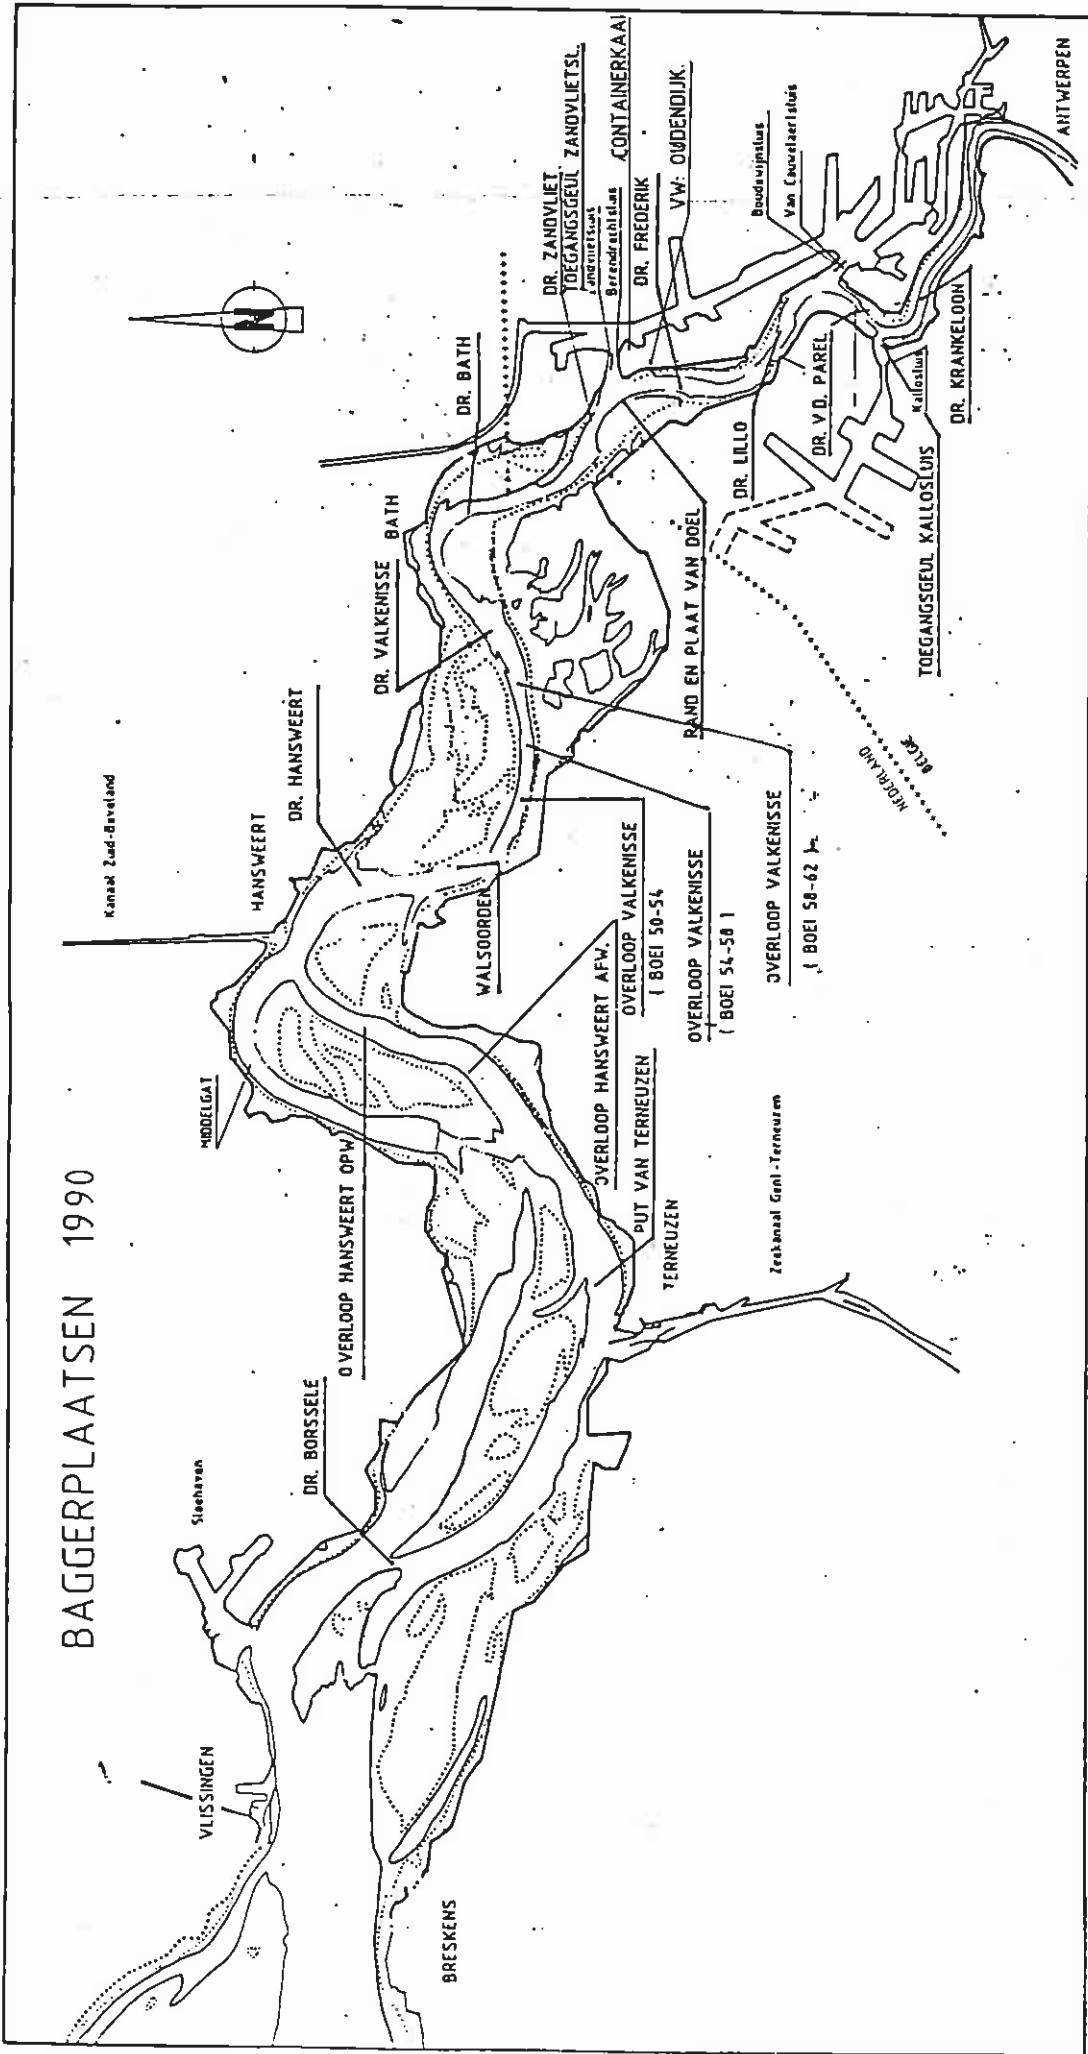 BAGGERPLAATSEN 1990
VLISSINGEN
BRESKENS
Sloehaven
DR. BORSSELE
OVERLOOP HANSWEERT OPW
MIDDELGAT
Kanaal Zuid-Beveland
HANSWEERT
DR. HANSWEERT
WALSOORDEN
OVERLOOP HANSWEERT AFW.
PUT VAN TERNEUZEN
TERNEUZEN
Zeekanaal Gent-Terneuzen
OVERLOOP VALKENISSE
( BOEI 50-54
OVERLOOP VALKENISSE
( BOEI 54-58 )
OVERLOOP VALKENISSE
( BOEI 58-62 )
DR. VALKENISSE
BATH
DR. BATH
RAND EN PLAAT VAN DOEL
NEDERLAND
BELGIE
DR. ZANDVLIET
TOEGANGSGEUL ZANDVLIETSL.
Zandvlietsluis
Berendrechtsluis
CONTAINERKAAI
DR. FREDERIK
VW: OUDENDIJK.
DR. LILLO
DR. V.D. PAREL
Boudewijnsluis
Van Cauwelaertsluis
Kallosluis
TOEGANGSGEUL KALLOSLUIS
DR. KRANKELOON
ANTWERPEN
N